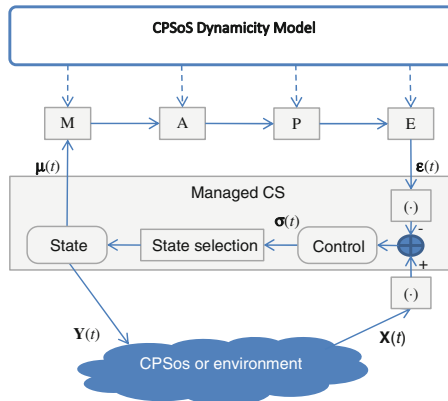 CPSoS Dynamicity Model
M A P E
μ(t) ε(t)
Managed CS
(·)
σ(t) -
State State selection Control
+
(·)
Y(t) X(t)
CPSos or environment